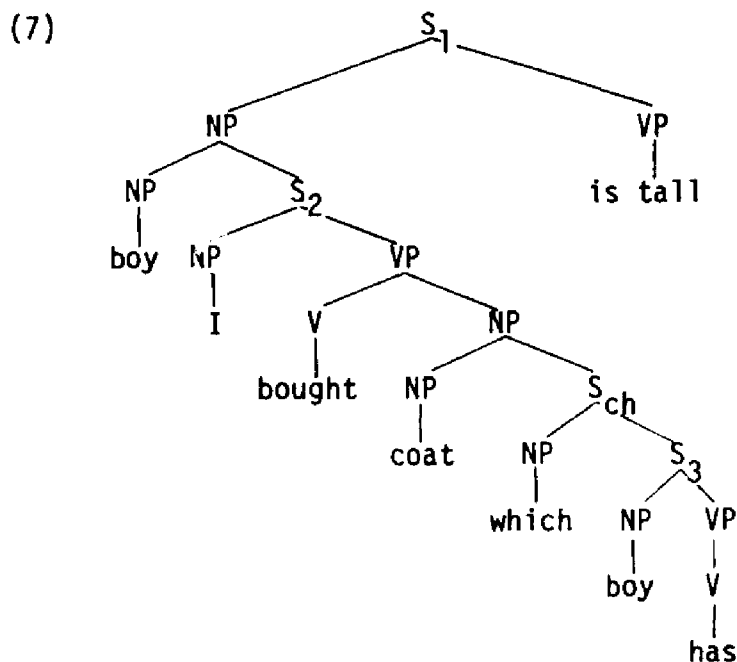 (7)
S1
NP VP
NP S2 is tall
boy NP VP
I V NP
bought NP Sch
coat NP S3
which NP VP
boy V
has